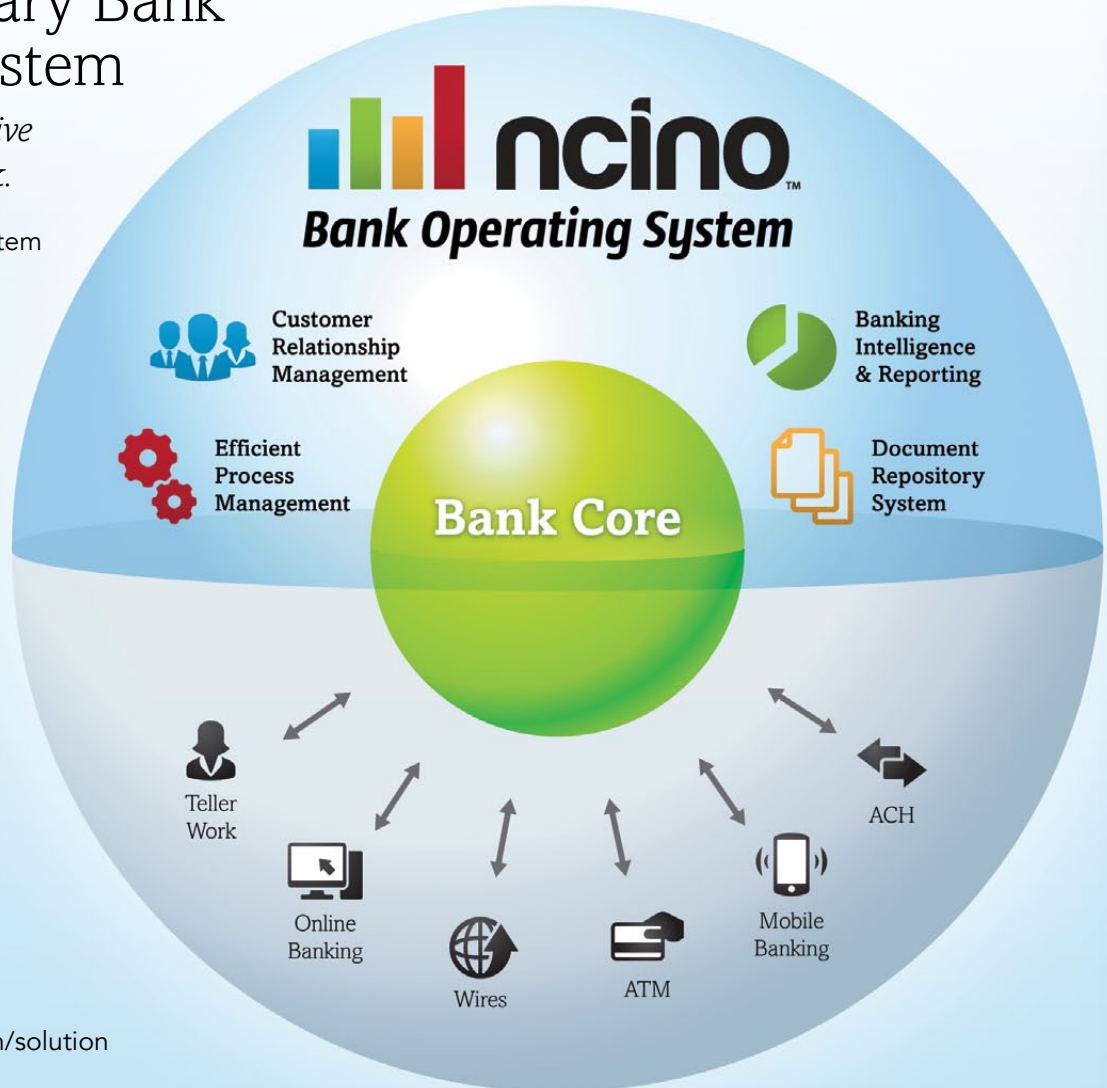 ary Bank
stem
ive
k.
tem
ncino™
Bank Operating System
Customer
Relationship
Management
Banking
Intelligence
& Reporting
Efficient
Process
Management
Document
Repository
System
Bank Core
Teller
Work
Online
Banking
Wires
ATM
Mobile
Banking
ACH
n/solution